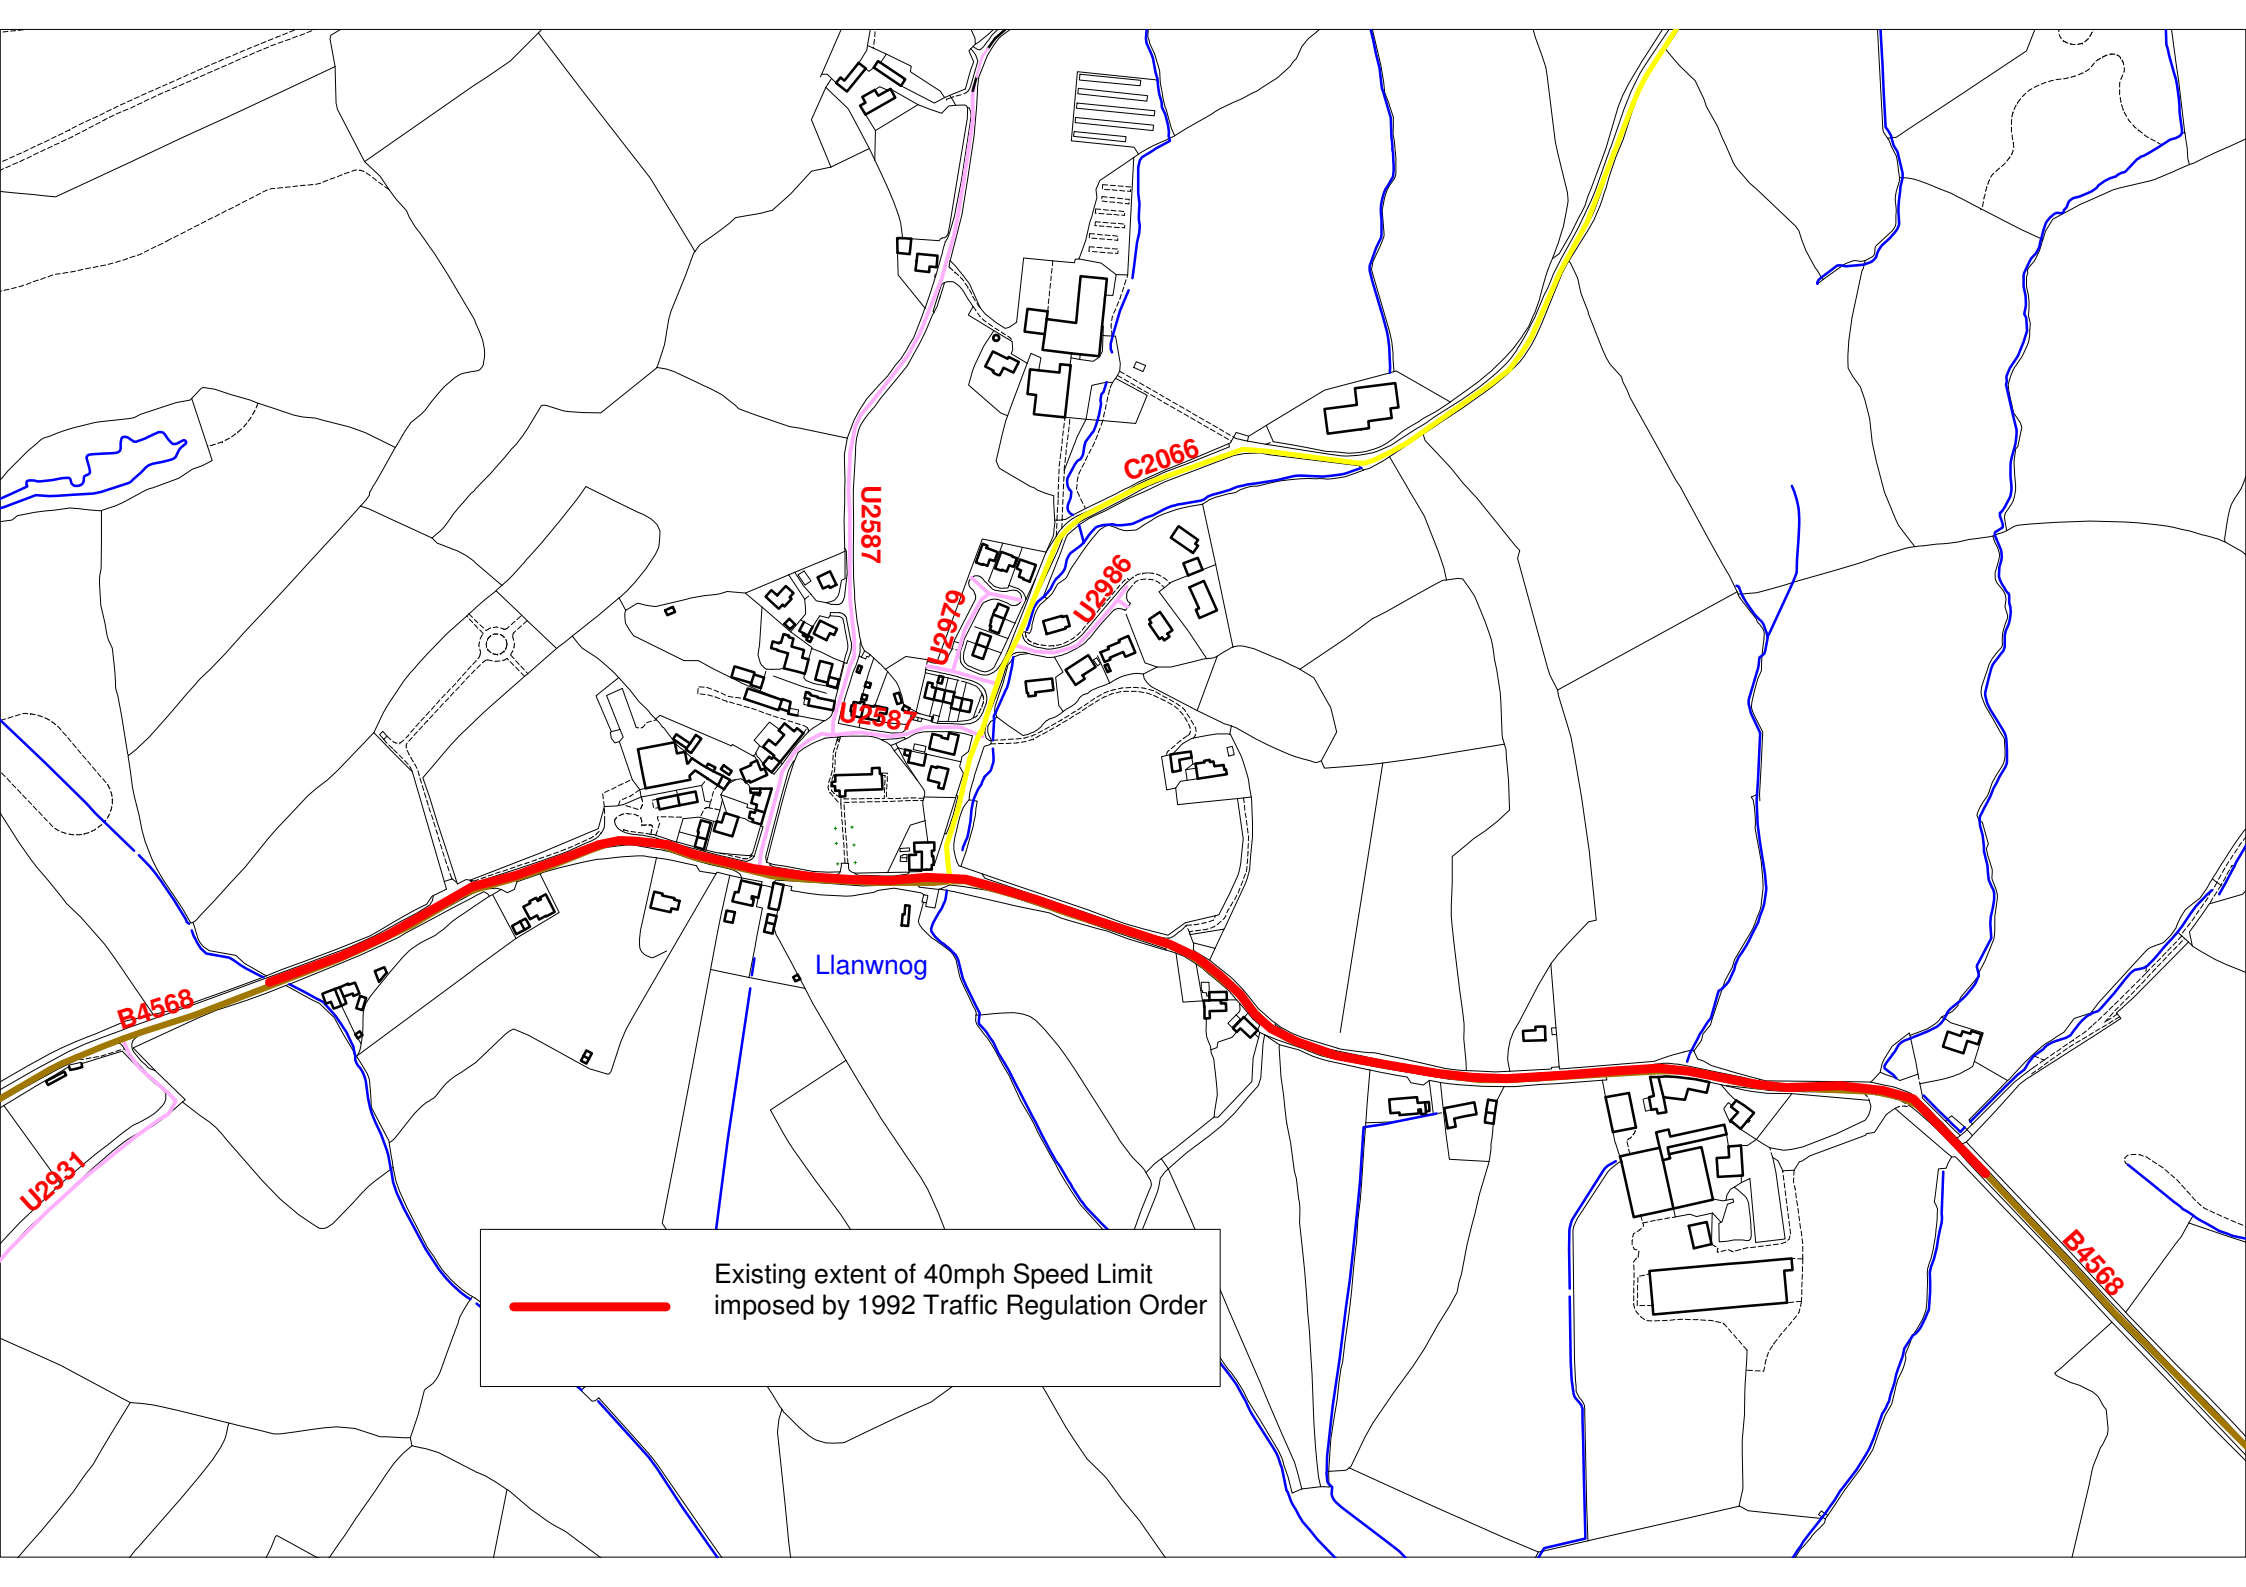 C2066
U2587
U2986
U2979
U2587
Llanwnog
B4568
U2931
B4568
Existing extent of 40mph Speed Limit
imposed by 1992 Traffic Regulation Order